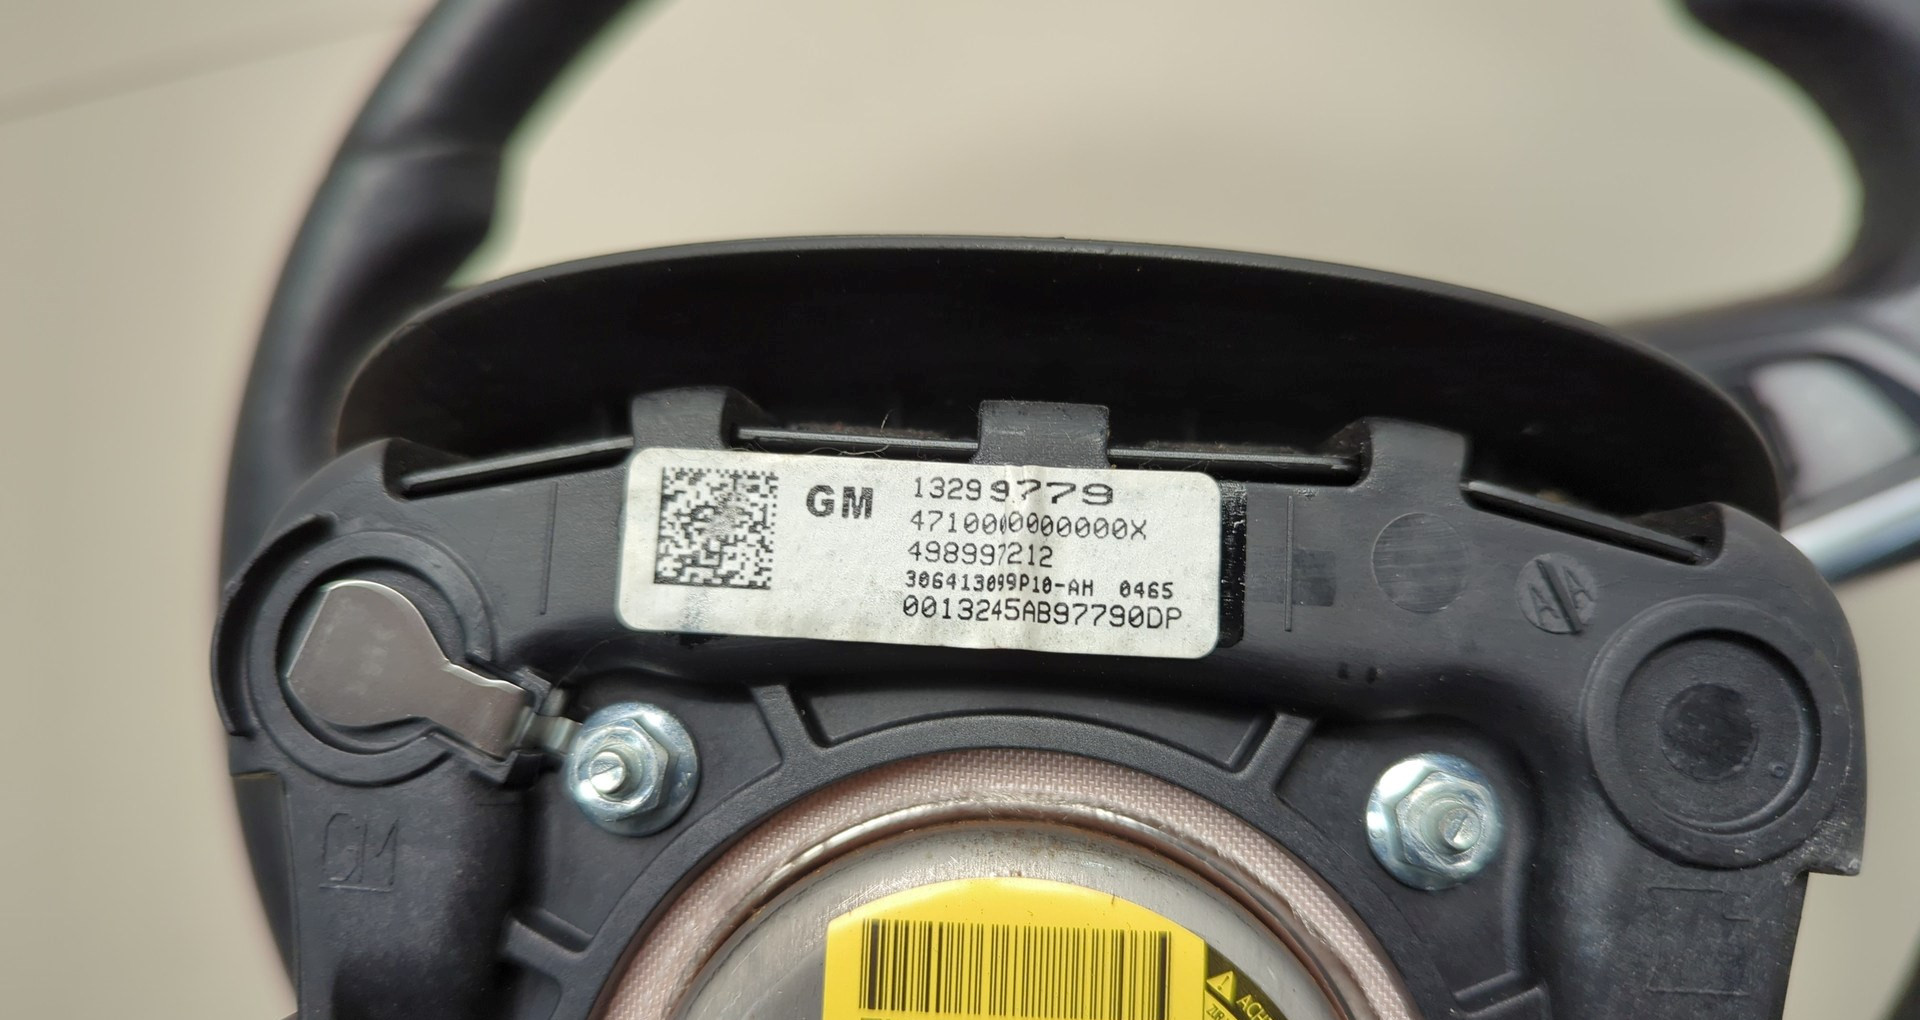 GM 13299779
471000000000X
498997212
306413099P10-AH 0465
0013245AB97790DP
GM